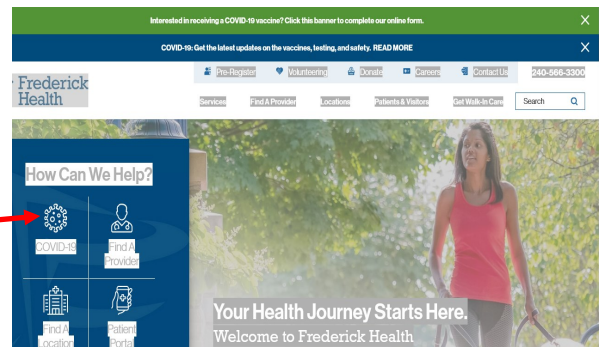 Interested in receiving a COVID-19 vaccine? Click this banner to complete our online form.
X
COVID-19: Get the latest updates on the vaccines, testing, and safety. READ MORE
X
Pre-Register Volunteering Donate Careers Contact Us 240-566-3300
Frederick
Health
Services Find A Provider Locations Patients & Visitors Get Walk-In Care Search
How Can We Help?
COVID-19
Find A
Provider
Find A
Location
Patient
Portal
Your Health Journey Starts Here.
Welcome to Frederick Health